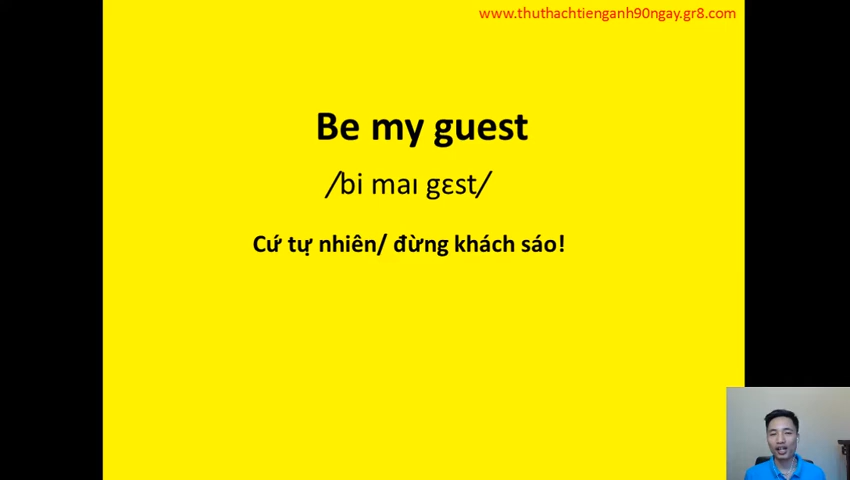 www.thuthachtienganh90ngay.gr8.com
Be my guest
/bi maɪ gɛst/
Cứ tự nhiên/ đừng khách sáo!